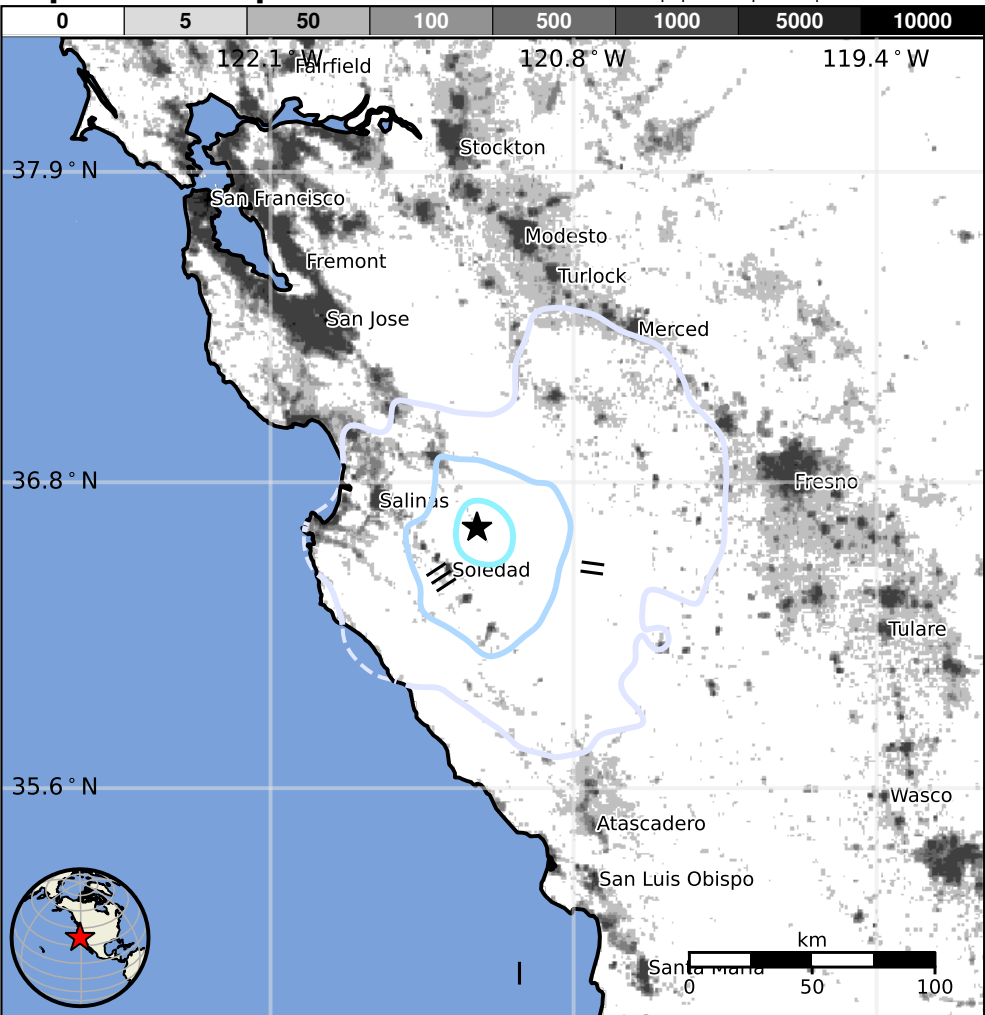 0 5 50 100 500 1000 5000 10000
122.1°W 120.8°W 119.4°W
Fairfield
Stockton
37.9°N
San Francisco
Modesto
Fremont
Turlock
San Jose
Merced
36.8°N
Fresno
Salinas
Soledad
III
II
Tulare
35.6°N
Wasco
Atascadero
San Luis Obispo
km
Santa Maria
I
0 50 100